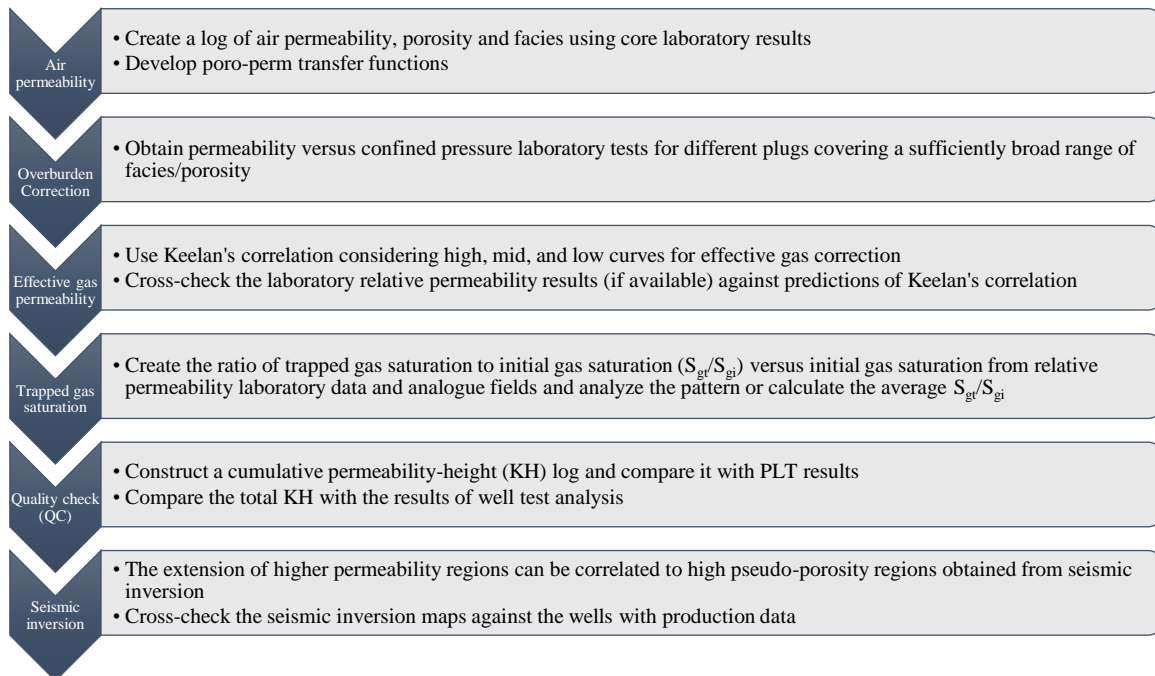 Air
permeability
• Create a log of air permeability, porosity and facies using core laboratory results
• Develop poro-perm transfer functions
Overburden
Correction
• Obtain permeability versus confined pressure laboratory tests for different plugs covering a sufficiently broad range of
facies/porosity
Effective gas
permeability
• Use Keelan's correlation considering high, mid, and low curves for effective gas correction
• Cross-check the laboratory relative permeability results (if available) against predictions of Keelan's correlation
Trapped gas
saturation
• Create the ratio of trapped gas saturation to initial gas saturation (Sgt/Sgi) versus initial gas saturation from relative
permeability laboratory data and analogue fields and analyze the pattern or calculate the average Sgt/Sgi
Quality check
(QC)
• Construct a cumulative permeability-height (KH) log and compare it with PLT results
• Compare the total KH with the results of well test analysis
Seismic
inversion
• The extension of higher permeability regions can be correlated to high pseudo-porosity regions obtained from seismic
inversion
• Cross-check the seismic inversion maps against the wells with production data